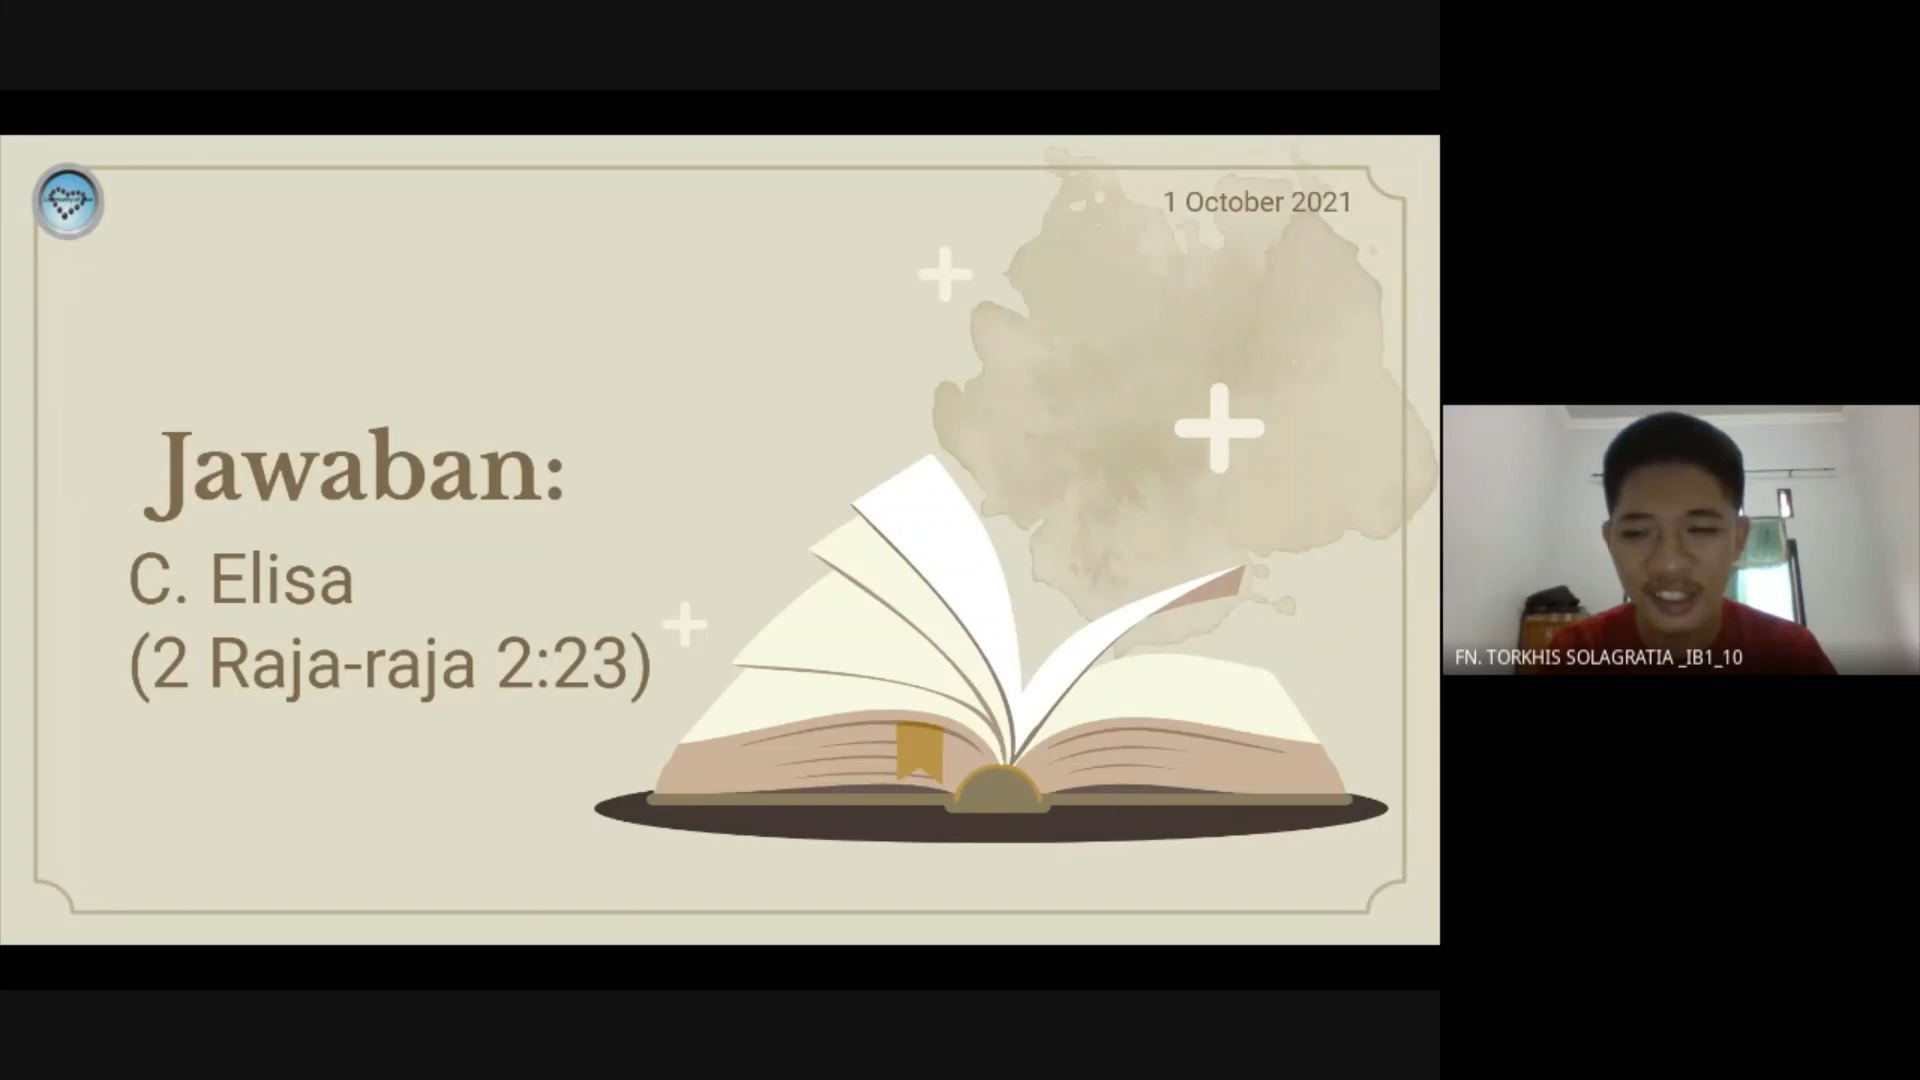 1 October 2021
Jawaban:
C. Elisa
(2 Raja-raja 2:23)
FN. TORKHIS SOLAGRATIA _IB1_10